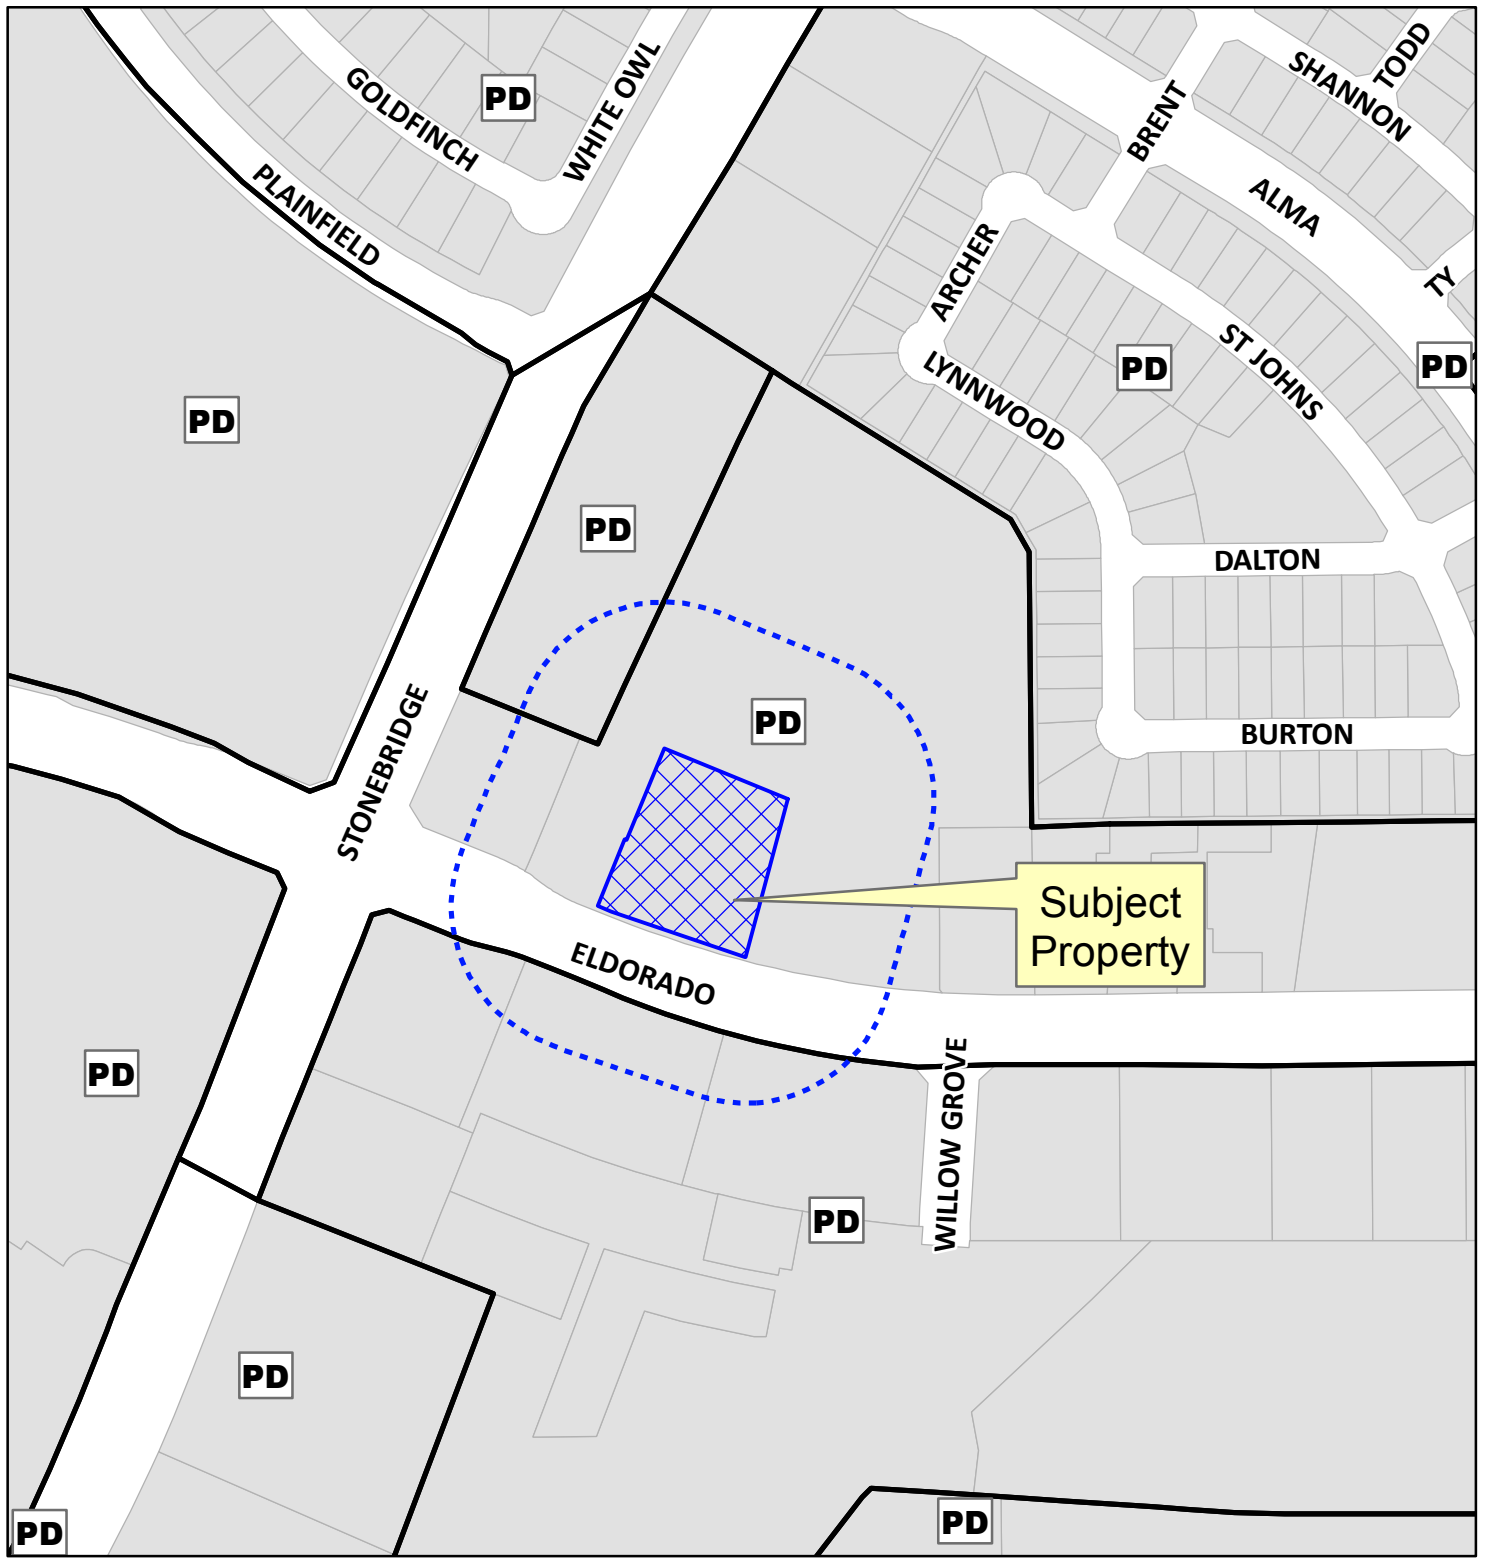 TODD
SHANNON
WHITE OWL
PD
GOLDFINCH
BRENT
PLAINFIELD
ALMA
ARCHER
TY
ST JOHNS
PD
PD
LYNNWOOD
PD
PD
DALTON
PD
BURTON
STONEBRIDGE
Subject
Property
ELDORADO
PD
WILLOW GROVE
PD
PD
PD
PD